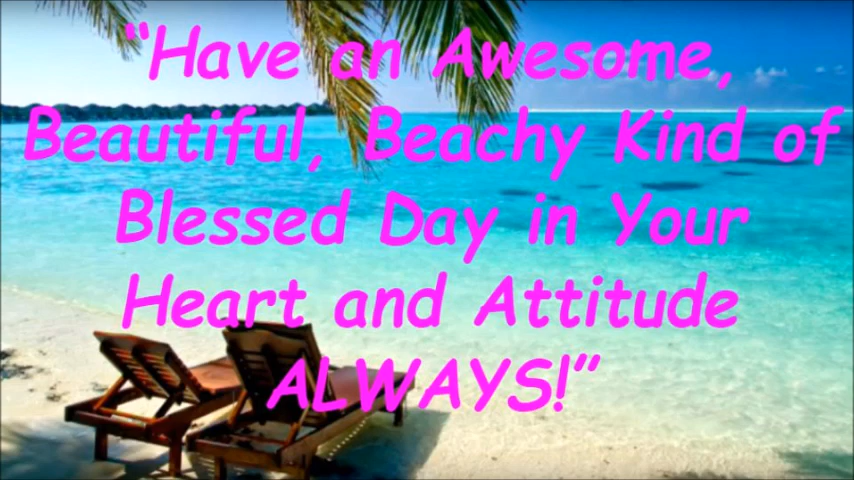 “Have an Awesome,
Beautiful, Beachy Kind of
Blessed Day in Your
Heart and Attitude
ALWAYS!”